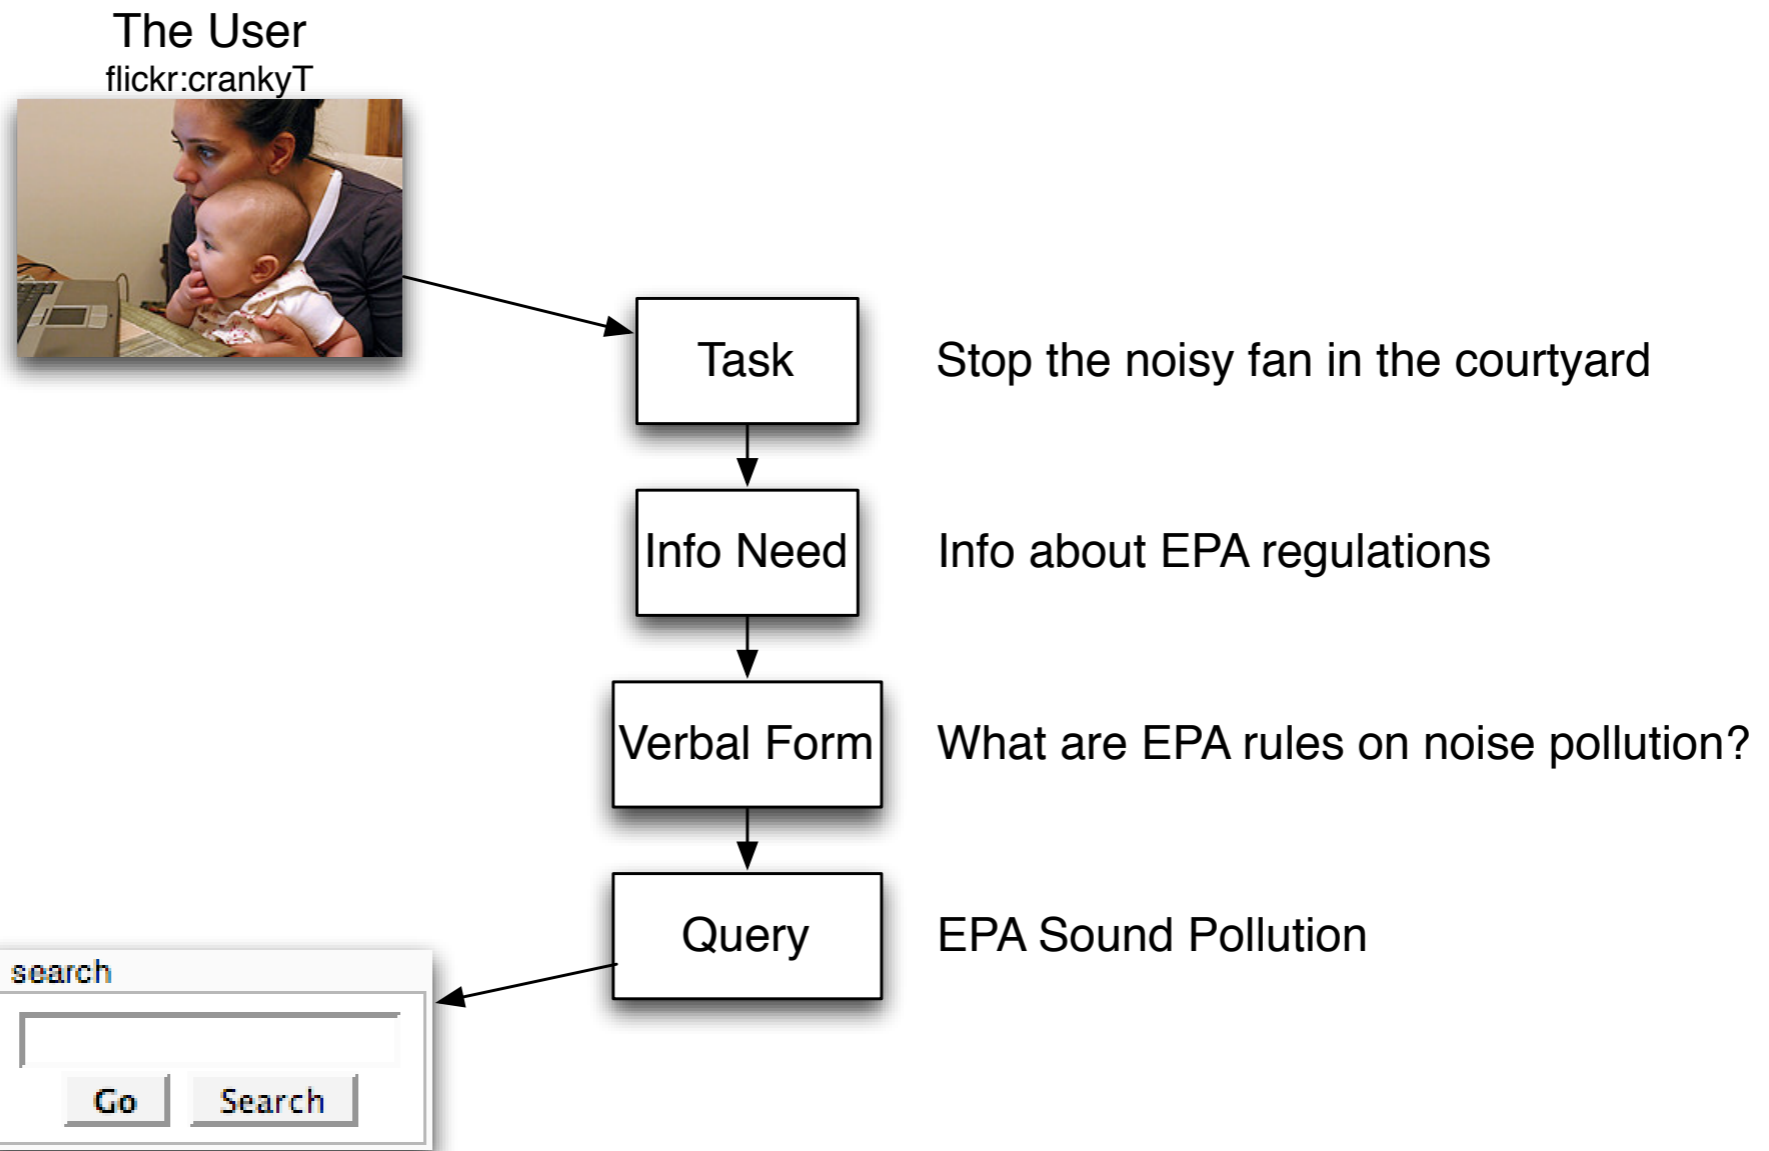 The User
flickr:crankyT
Task
Stop the noisy fan in the courtyard
Info Need
Info about EPA regulations
Verbal Form
What are EPA rules on noise pollution?
Query
EPA Sound Pollution
search
Go
Search